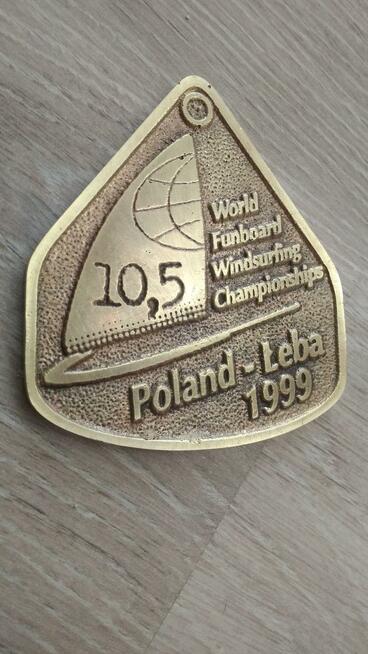 World
Funboard
Windsurfing
Championships
10,5
Poland - Łeba
1999